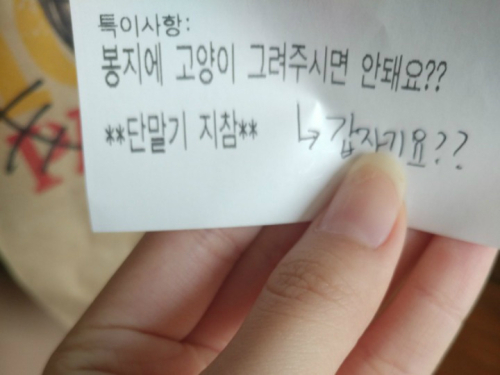 특이사항:
봉지에 고양이 그려주시면 안돼요??
**단말기 지참** ↳ 갑자기요??